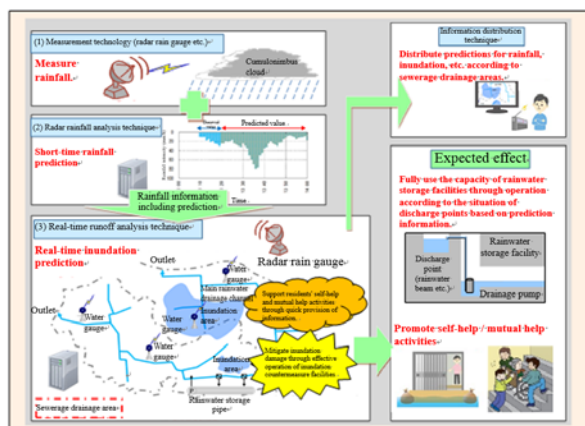 (1) Measurement technology (radar rain gauge etc.)
Measure
rainfall.
Cumulonimbus
cloud
(2) Radar rainfall analysis technique
Short-time rainfall
prediction
Predicted value
Time
Rainfall information
including prediction
(3) Real-time runoff analysis technique
Real-time inundation
prediction
Radar rain gauge
Outlet
Water
gauge
Main rainwater
drainage channel
Outlet
Water
gauge
Water
gauge
Inundation
area
Water
gauge
Inundation
area
Rainwater storage
pipe
Sewerage drainage area
Support residents' self-help
and mutual help activities
through quick provision of
information.
Mitigate inundation
damage through effective
operation of inundation
countermeasure facilities
Information distribution
technique
Distribute predictions for rainfall,
inundation, etc. according to
sewerage drainage areas.
Expected effect
Fully use the capacity of rainwater
storage facilities through operation
according to the situation of
discharge points based on prediction
information.
Discharge
point
(rainwater
beam etc.)
Rainwater
storage facility
Drainage pump
Promote self-help / mutual help
activities